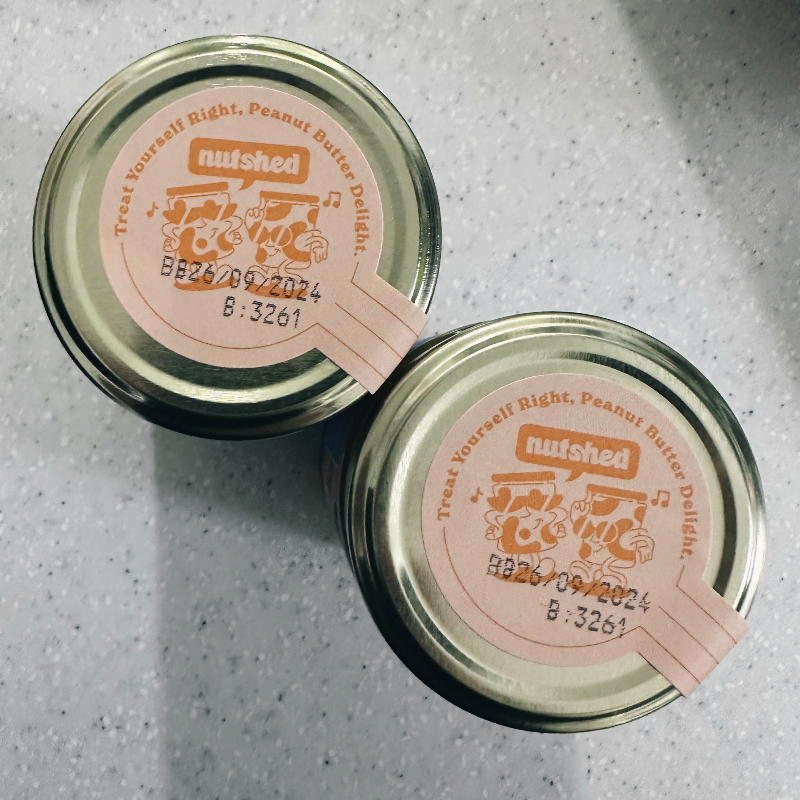 Treat Yourself Right, Peanut Butter Delight.
nutshed
BB26/09/2024
B:3261
Treat Yourself Right, Peanut Butter Delight.
nutshed
BB26/09/2024
B:3261